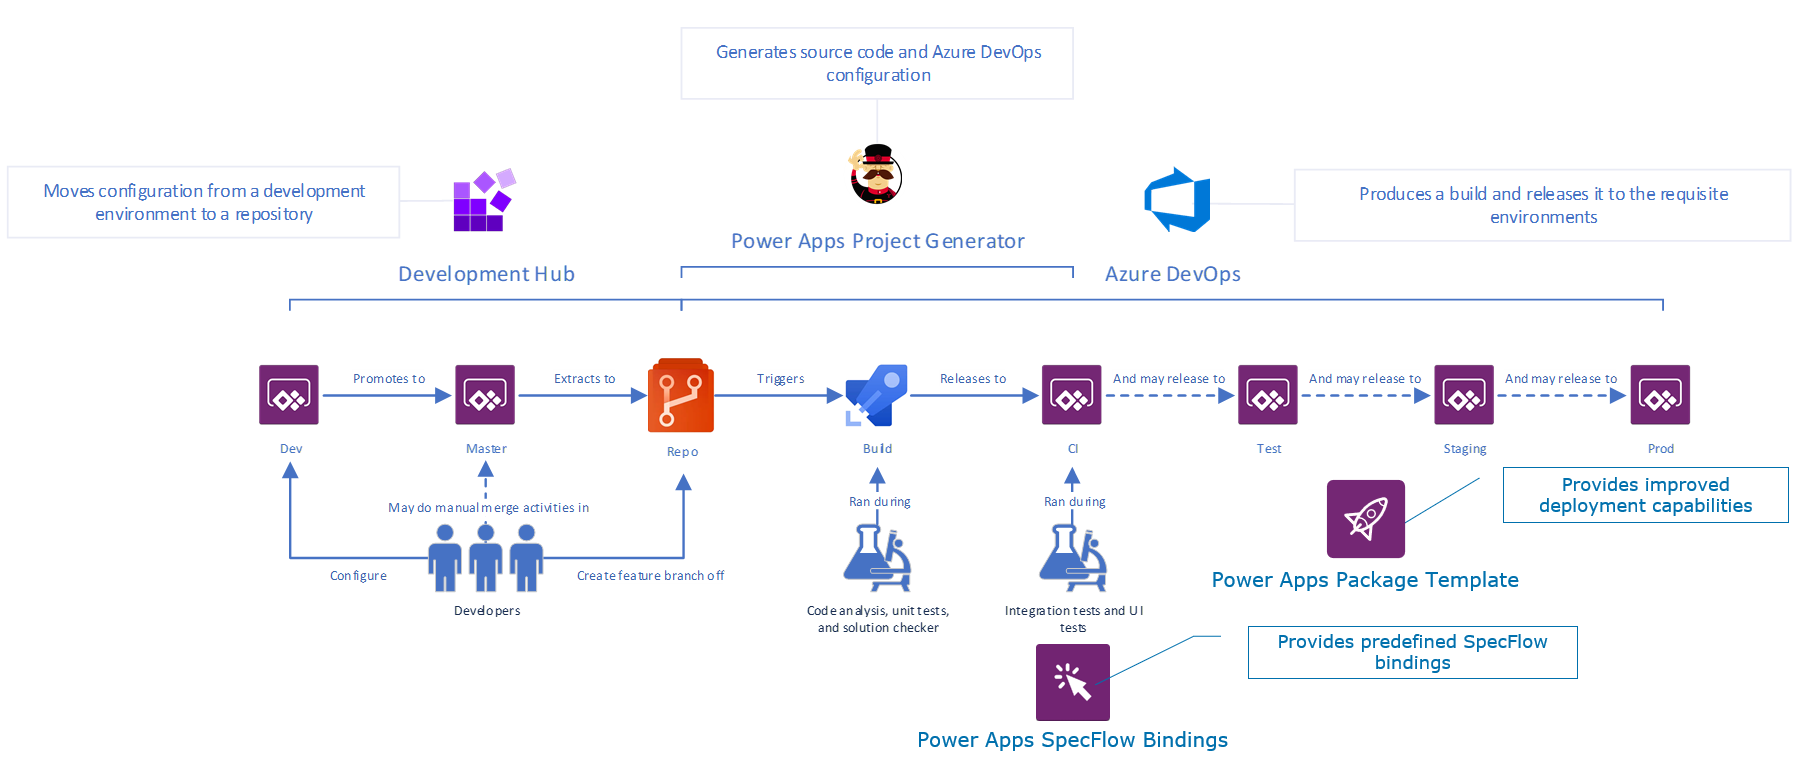 Generates source code and Azure DevOps
configuration
Moves configuration from a development
environment to a repository
Produces a build and releases it to the requisite
environments
Power Apps Project Generator
Development Hub
Azure DevOps
Promotes to
Extracts to
Triggers
Releases to
And may release to
And may release to
And may release to
Dev
Master
Repo
Build
CI
Test
Staging
Prod
May do manual merge activities in
Ran during
Ran during
Provides improved
deployment capabilities
Configure
Create feature branch off
Power Apps Package Template
Developers
Code analysis, unit tests,
and solution checker
Integration tests and UI
tests
Provides predefined SpecFlow
bindings
Power Apps SpecFlow Bindings